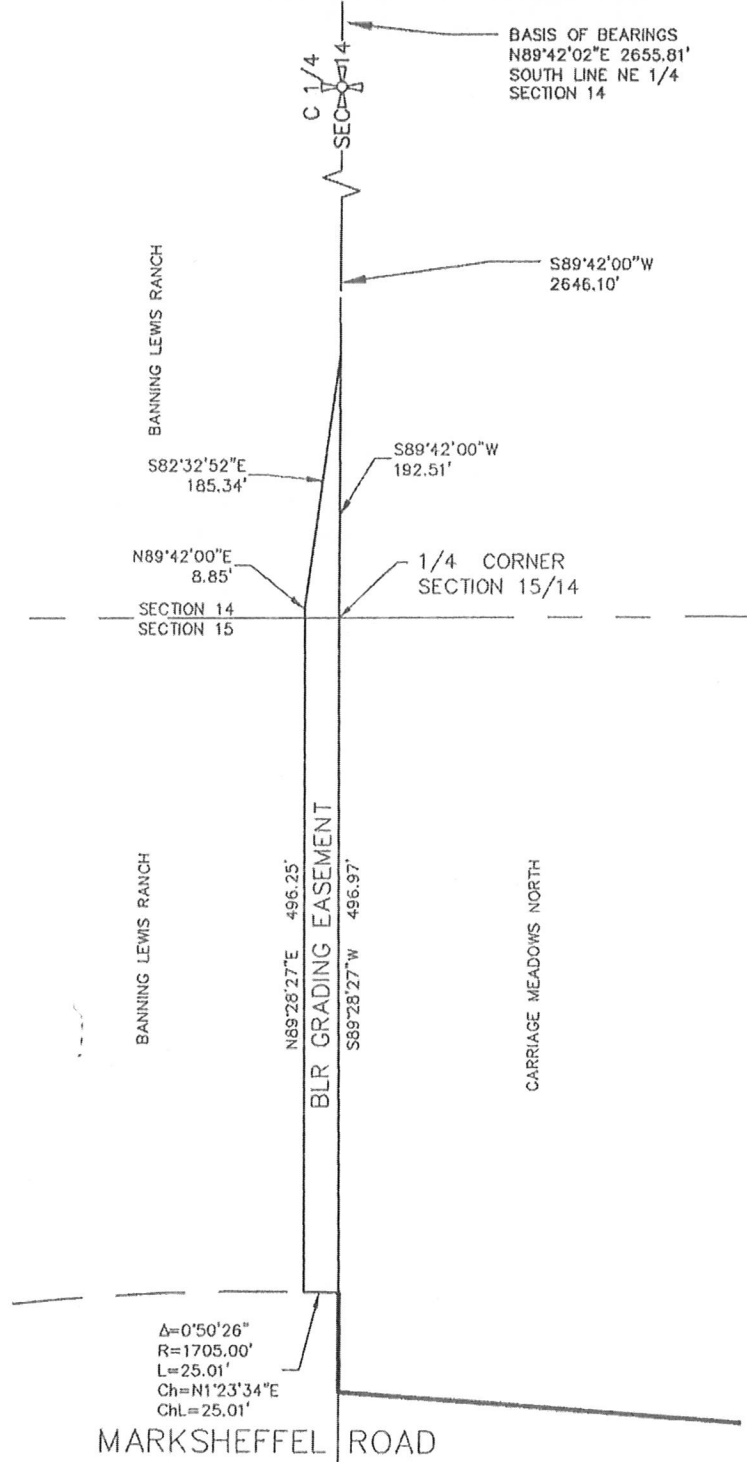 BASIS OF BEARINGS
N89°42'02"E 2655.81'
SOUTH LINE NE 1/4
SECTION 14
C 1/4
SEC 14
BANNING LEWIS RANCH
S89°42'00"W
2646.10'
S82°32'52"E
185.34'
S89°42'00"W
192.51'
N89°42'00"E
8.85'
1/4 CORNER
SECTION 15/14
SECTION 14
SECTION 15
BANNING LEWIS RANCH
N89°28'27"E 496.25'
BLR GRADING EASEMENT
S89°28'27"W 496.97'
CARRIAGE MEADOWS NORTH
Δ=0°50'26"
R=1705.00'
L=25.01'
Ch=N1°23'34"E
ChL=25.01'
MARKSHEFFEL ROAD